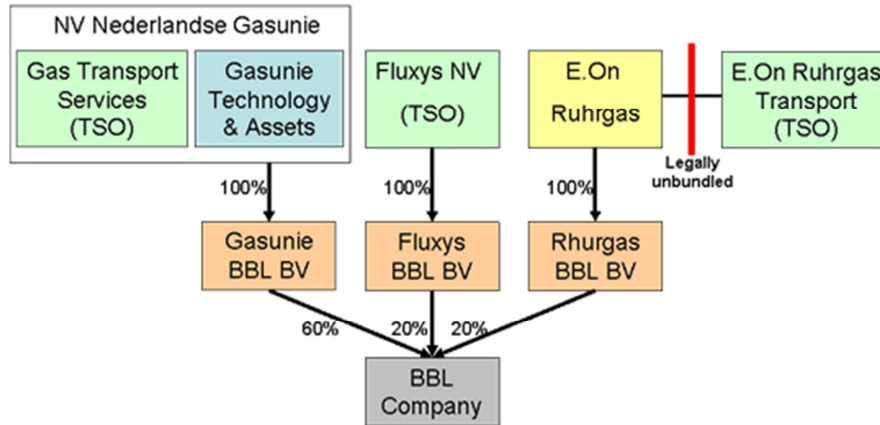 NV Nederlandse Gasunie
Gas Transport
Services
(TSO)
Gasunie
Technology
& Assets
Fluxys NV
(TSO)
E.On
Ruhrgas
E.On Ruhrgas
Transport
(TSO)
Legally
unbundled
100%
100%
100%
Gasunie
BBL BV
Fluxys
BBL BV
Rhurgas
BBL BV
60%
20%
20%
BBL
Company